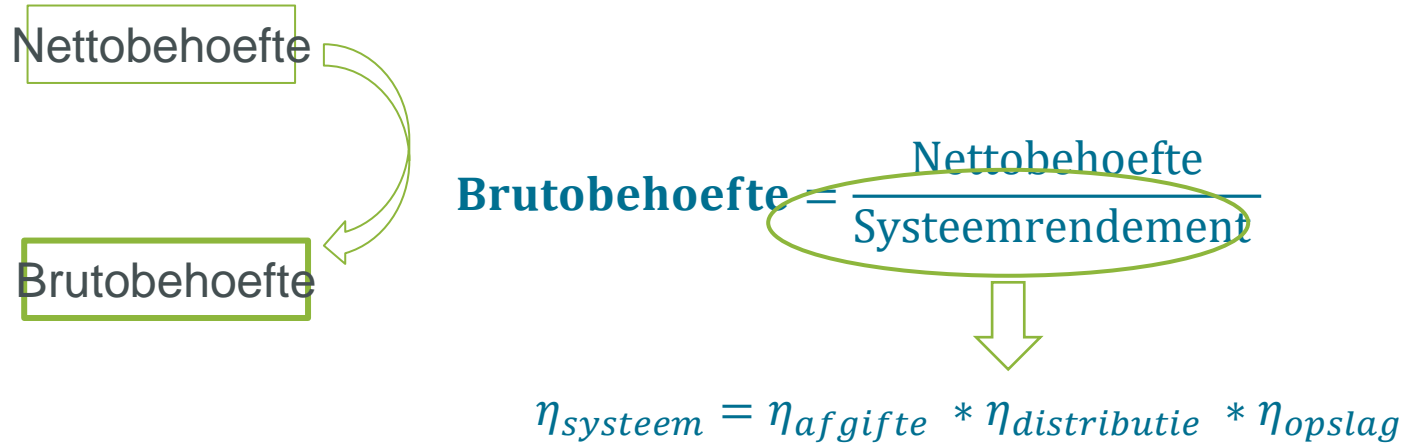 Nettobehoefte
Brutobehoefte
Brutobehoefte = Nettobehoefte / Systeemrendement
η_systeem = η_afgifte * η_distributie * η_opslag